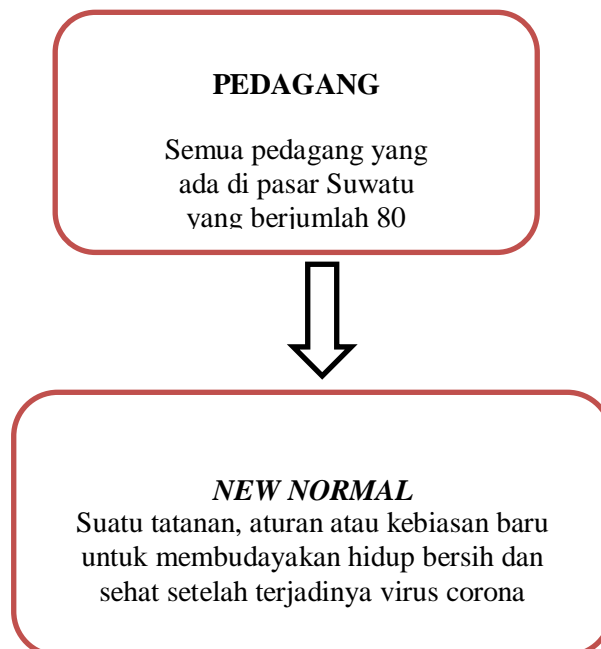 PEDAGANG
Semua pedagang yang
ada di pasar Suwatu
yang berjumlah 80
NEW NORMAL
Suatu tatanan, aturan atau kebiasan baru
untuk membudayakan hidup bersih dan
sehat setelah terjadinya virus corona